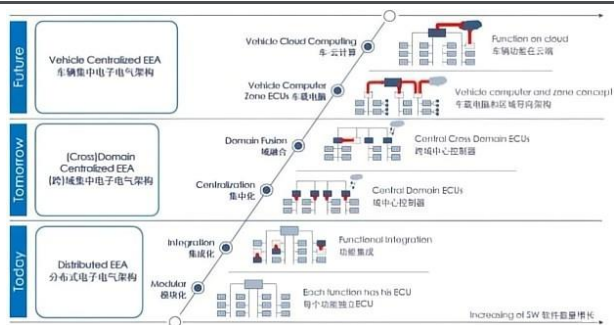 Future
Vehicle Centralized EEA
车辆集中电子电气架构
Vehicle Cloud Computing
车-云计算
Function on cloud
车辆功能在云端
Vehicle Computer
Zone ECUs 车载电脑
Vehicle computer and zone concept
车载电脑和区域导向架构
Tomorrow
(Cross)Domain
Centralized EEA
(跨)域集中电子电气架构
Domain Fusion
域融合
Central Cross Domain ECUs
跨域中心控制器
Centralization
集中化
Central Domain ECUs
域中心控制器
Today
Distributed EEA
分布式电子电气架构
Integration
集成化
Functional Integration
功能集成
Modular
模块化
Each function has his ECU
每个功能独立ECU
Increasing of SW 软件数量增长